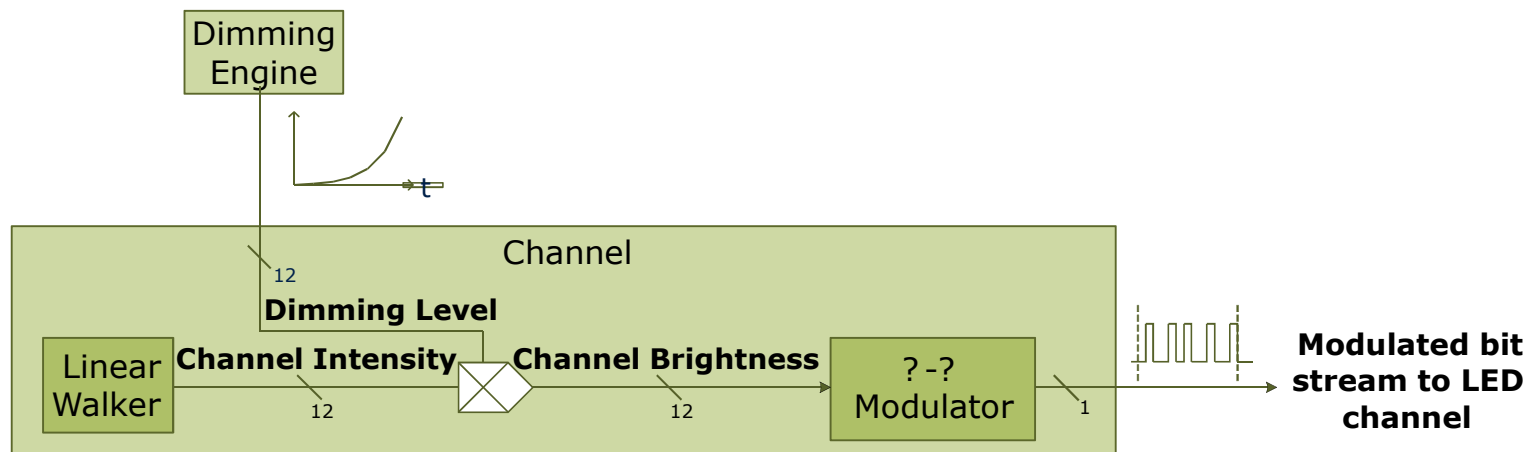 Dimming
Engine
t
Channel
12
Dimming Level
Linear
Walker
Channel Intensity
12
Channel Brightness
12
? -?
Modulator
1
Modulated bit
stream to LED
channel